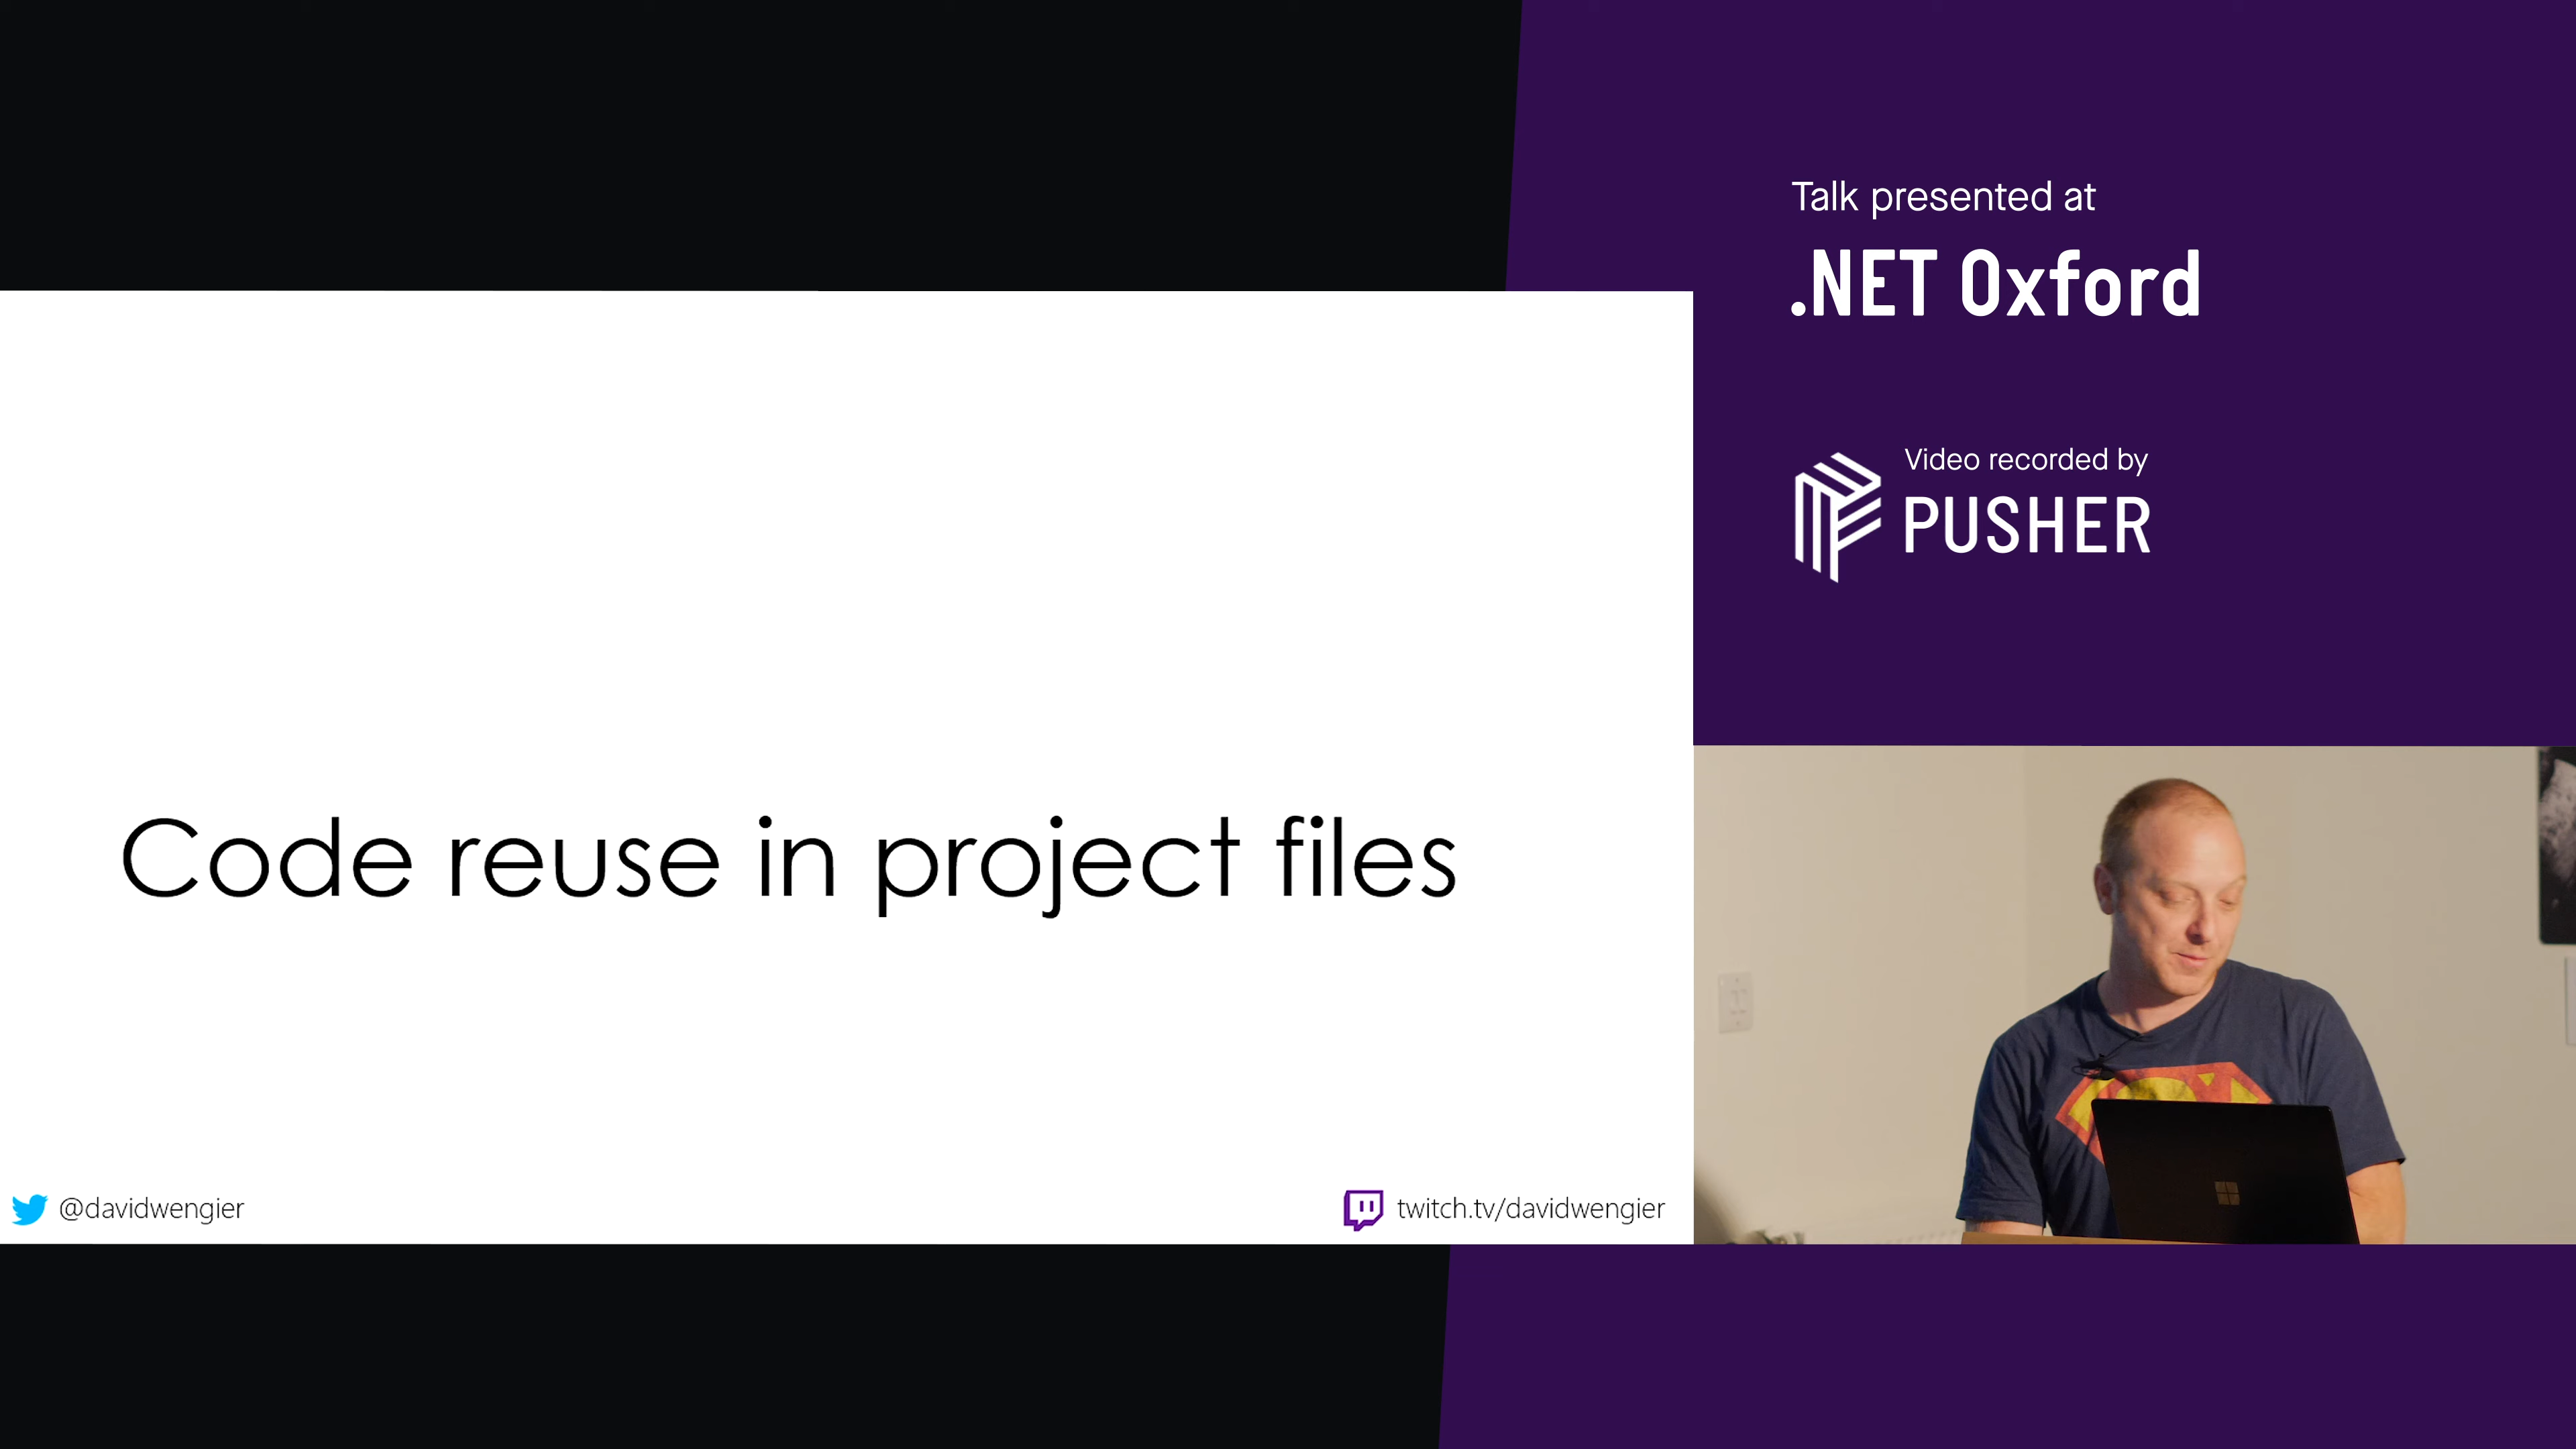 Talk presented at
.NET Oxford
Video recorded by
PUSHER
Code reuse in project files
@davidwengier
twitch.tv/davidwengier